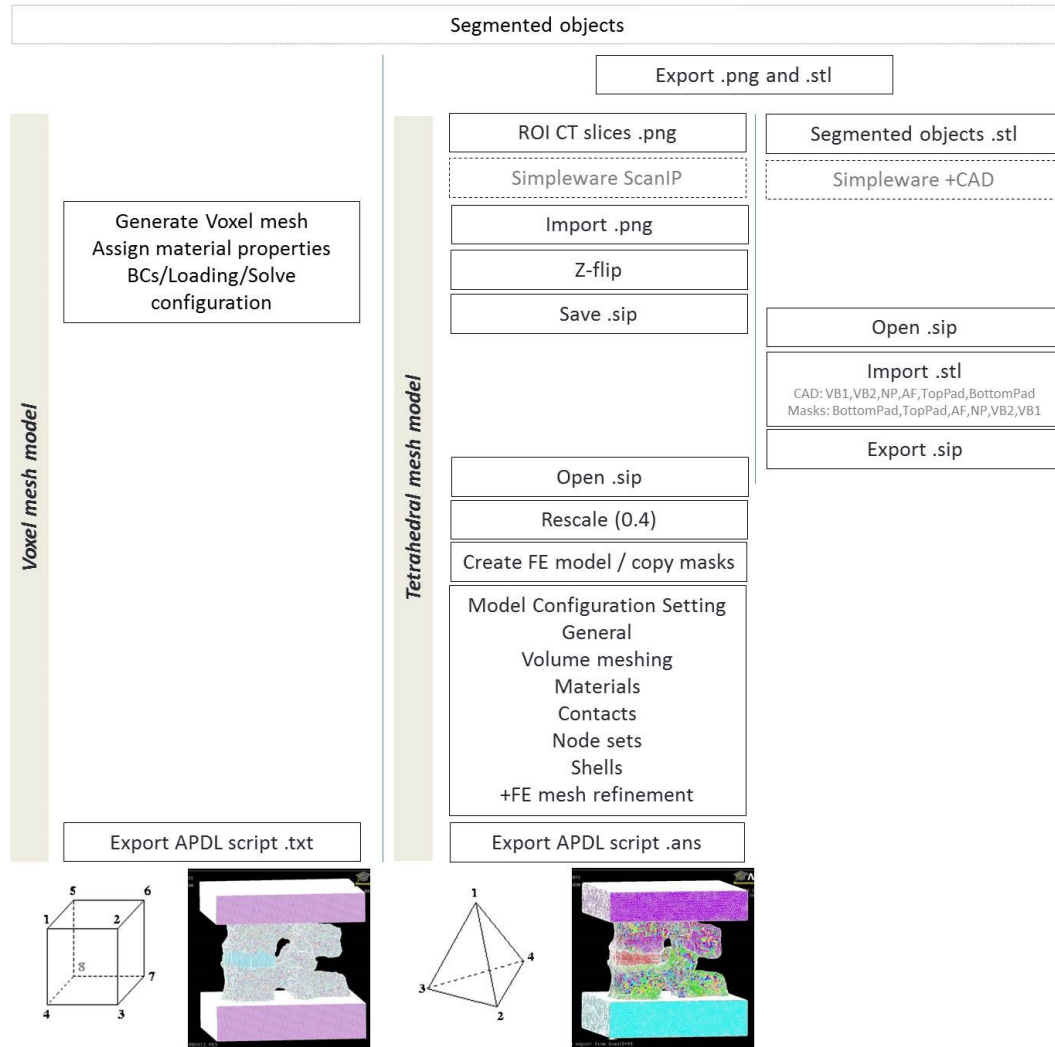 Segmented objects
Export .png and .stl
Voxel mesh model
Generate Voxel mesh
Assign material properties
BCs/Loading/Solve
configuration
Export APDL script .txt
Tetrahedral mesh model
ROI CT slices .png
Simpleware ScanIP
Import .png
Z-flip
Save .sip
Segmented objects .stl
Simpleware +CAD
Open .sip
Import .stl
CAD: VB1,VB2,NP,AF,TopPad,BottomPad
Masks: BottomPad,TopPad,AF,NP,VB2,VB1
Export .sip
Open .sip
Rescale (0.4)
Create FE model / copy masks
Model Configuration Setting
General
Volume meshing
Materials
Contacts
Node sets
Shells
+FE mesh refinement
Export APDL script .ans
5
6
1
2
8
7
4
3
1
4
3
2